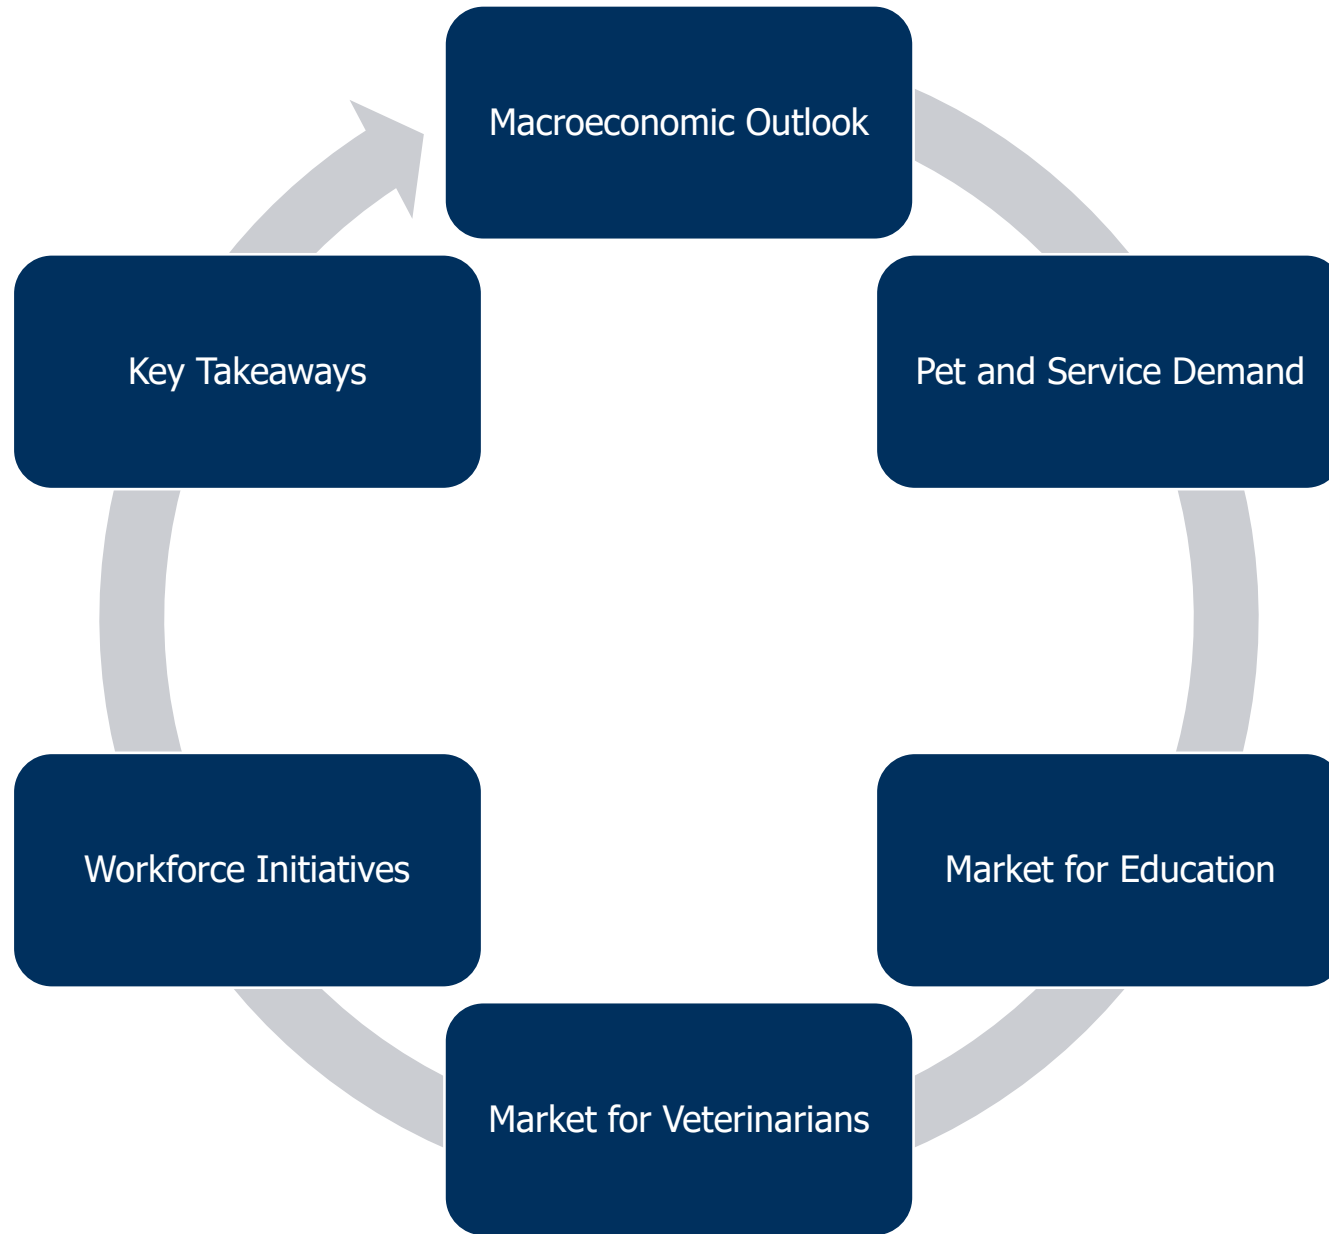 Macroeconomic Outlook
Pet and Service Demand
Market for Education
Market for Veterinarians
Workforce Initiatives
Key Takeaways